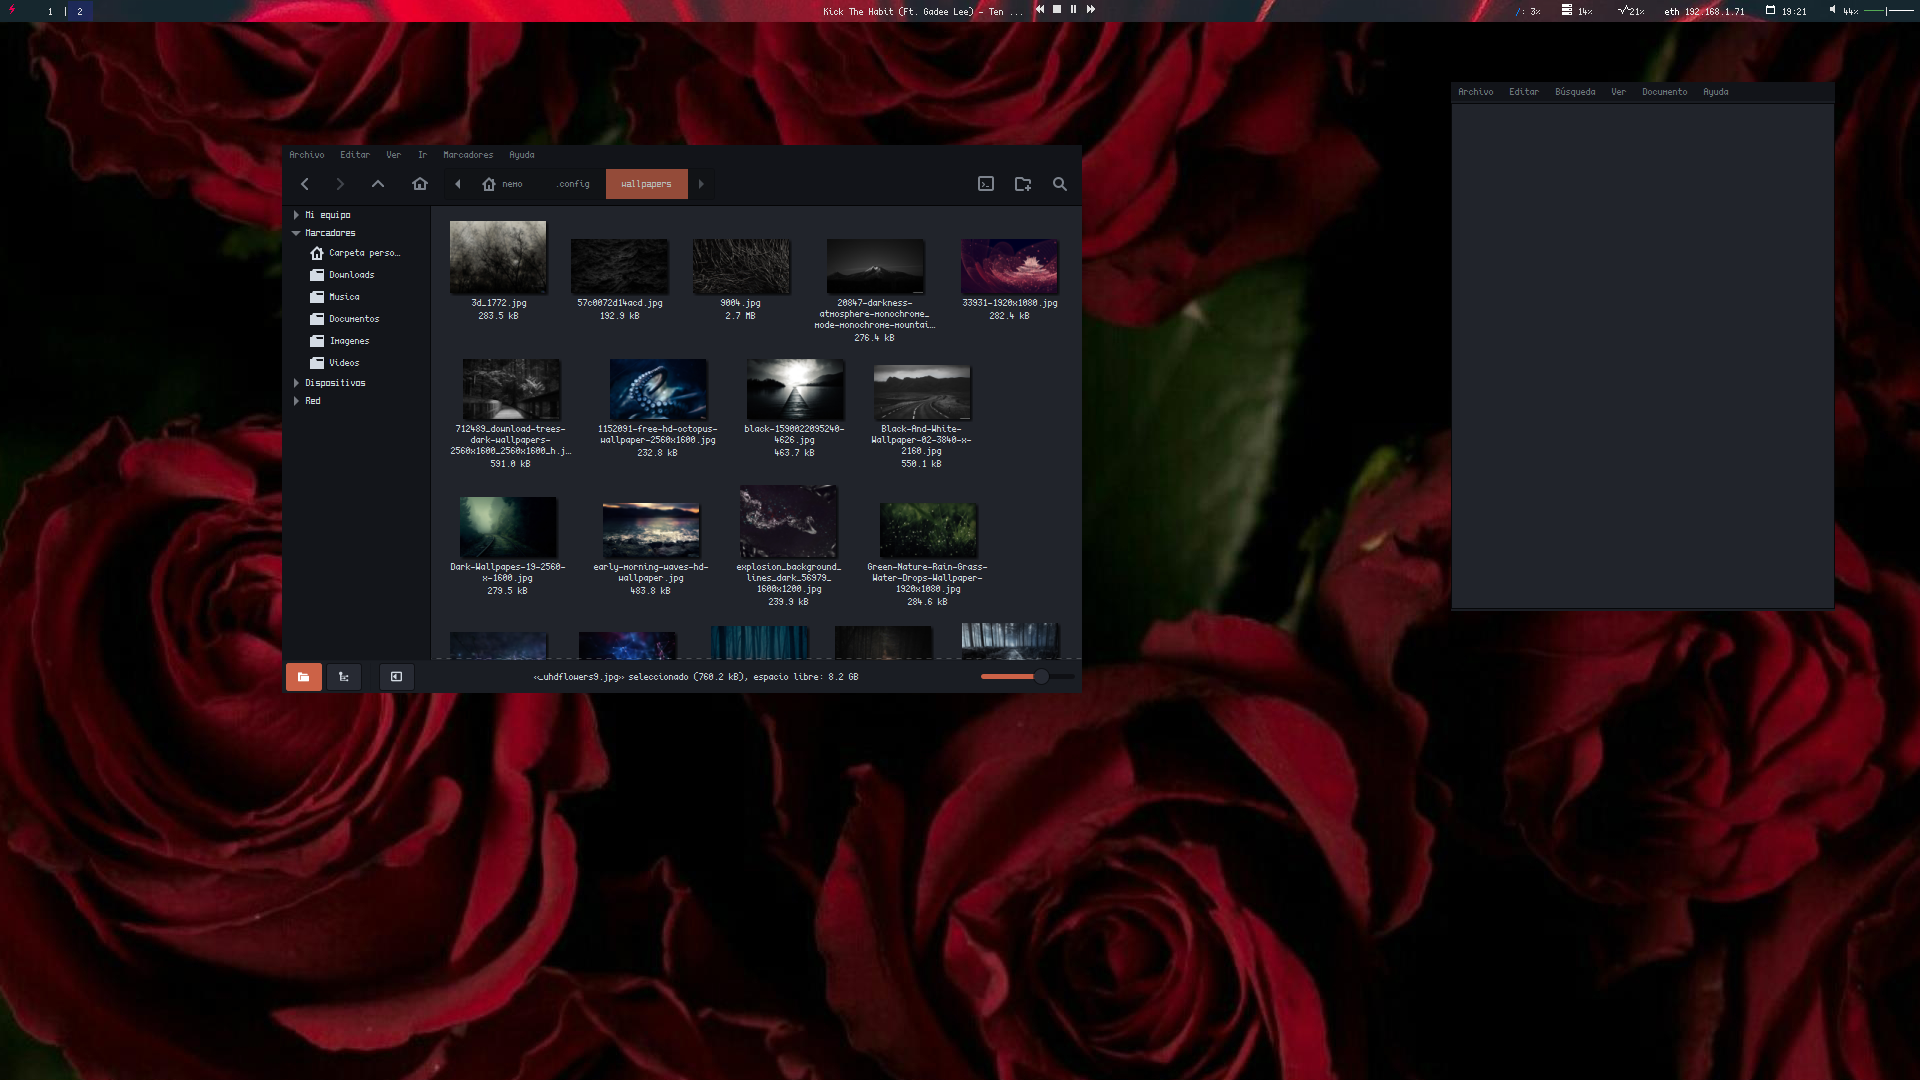 1 | 2
Kick The Habit (Ft. Gadee Lee) - Ten ...
/: 3% 14% 21% eth 192.168.1.71 19:21 44%
Archivo Editar Búsqueda Ver Documento Ayuda
Archivo Editar Ver Ir Marcadores Ayuda
nemo .config wallpapers
Mi equipo
Marcadores
Carpeta perso...
Downloads
Musica
Documentos
Imagenes
Videos
Dispositivos
Red
3d_1772.jpg
283.5 kB
57c0072d14acd.jpg
192.9 kB
9004.jpg
2.7 MB
20847-darkness-
atmosphere-monochrome_
mode-monochrome-mountai...
276.4 kB
33931-1920x1080.jpg
282.4 kB
712489_download-trees-
dark-wallpapers-
2560x1600_2560x1600_h.j...
591.0 kB
1152091-free-hd-octopus-
wallpaper-2560x1600.jpg
232.8 kB
black-1590022095240-
4626.jpg
463.7 kB
Black-And-White-
Wallpaper-02-3840-x-
2160.jpg
550.1 kB
Dark-Wallpapes-19-2560-
x-1600.jpg
279.5 kB
early-morning-waves-hd-
wallpaper.jpg
483.8 kB
explosion_background_
lines_dark_56979_
1600x1200.jpg
239.9 kB
Green-Nature-Rain-Grass-
Water-Drops-Wallpaper-
1920x1080.jpg
284.6 kB
«_uhdflowers9.jpg» seleccionado (760.2 kB), espacio libre: 8.2 GB